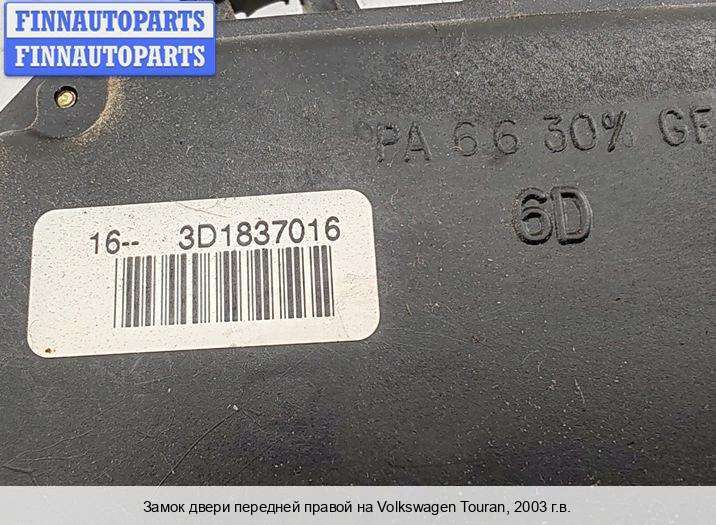 FINNAUTOPARTS
FINNAUTOPARTS
PA 6 6 30% GF
6D
16-- 3D1837016
Замок двери передней правой на Volkswagen Touran, 2003 г.в.